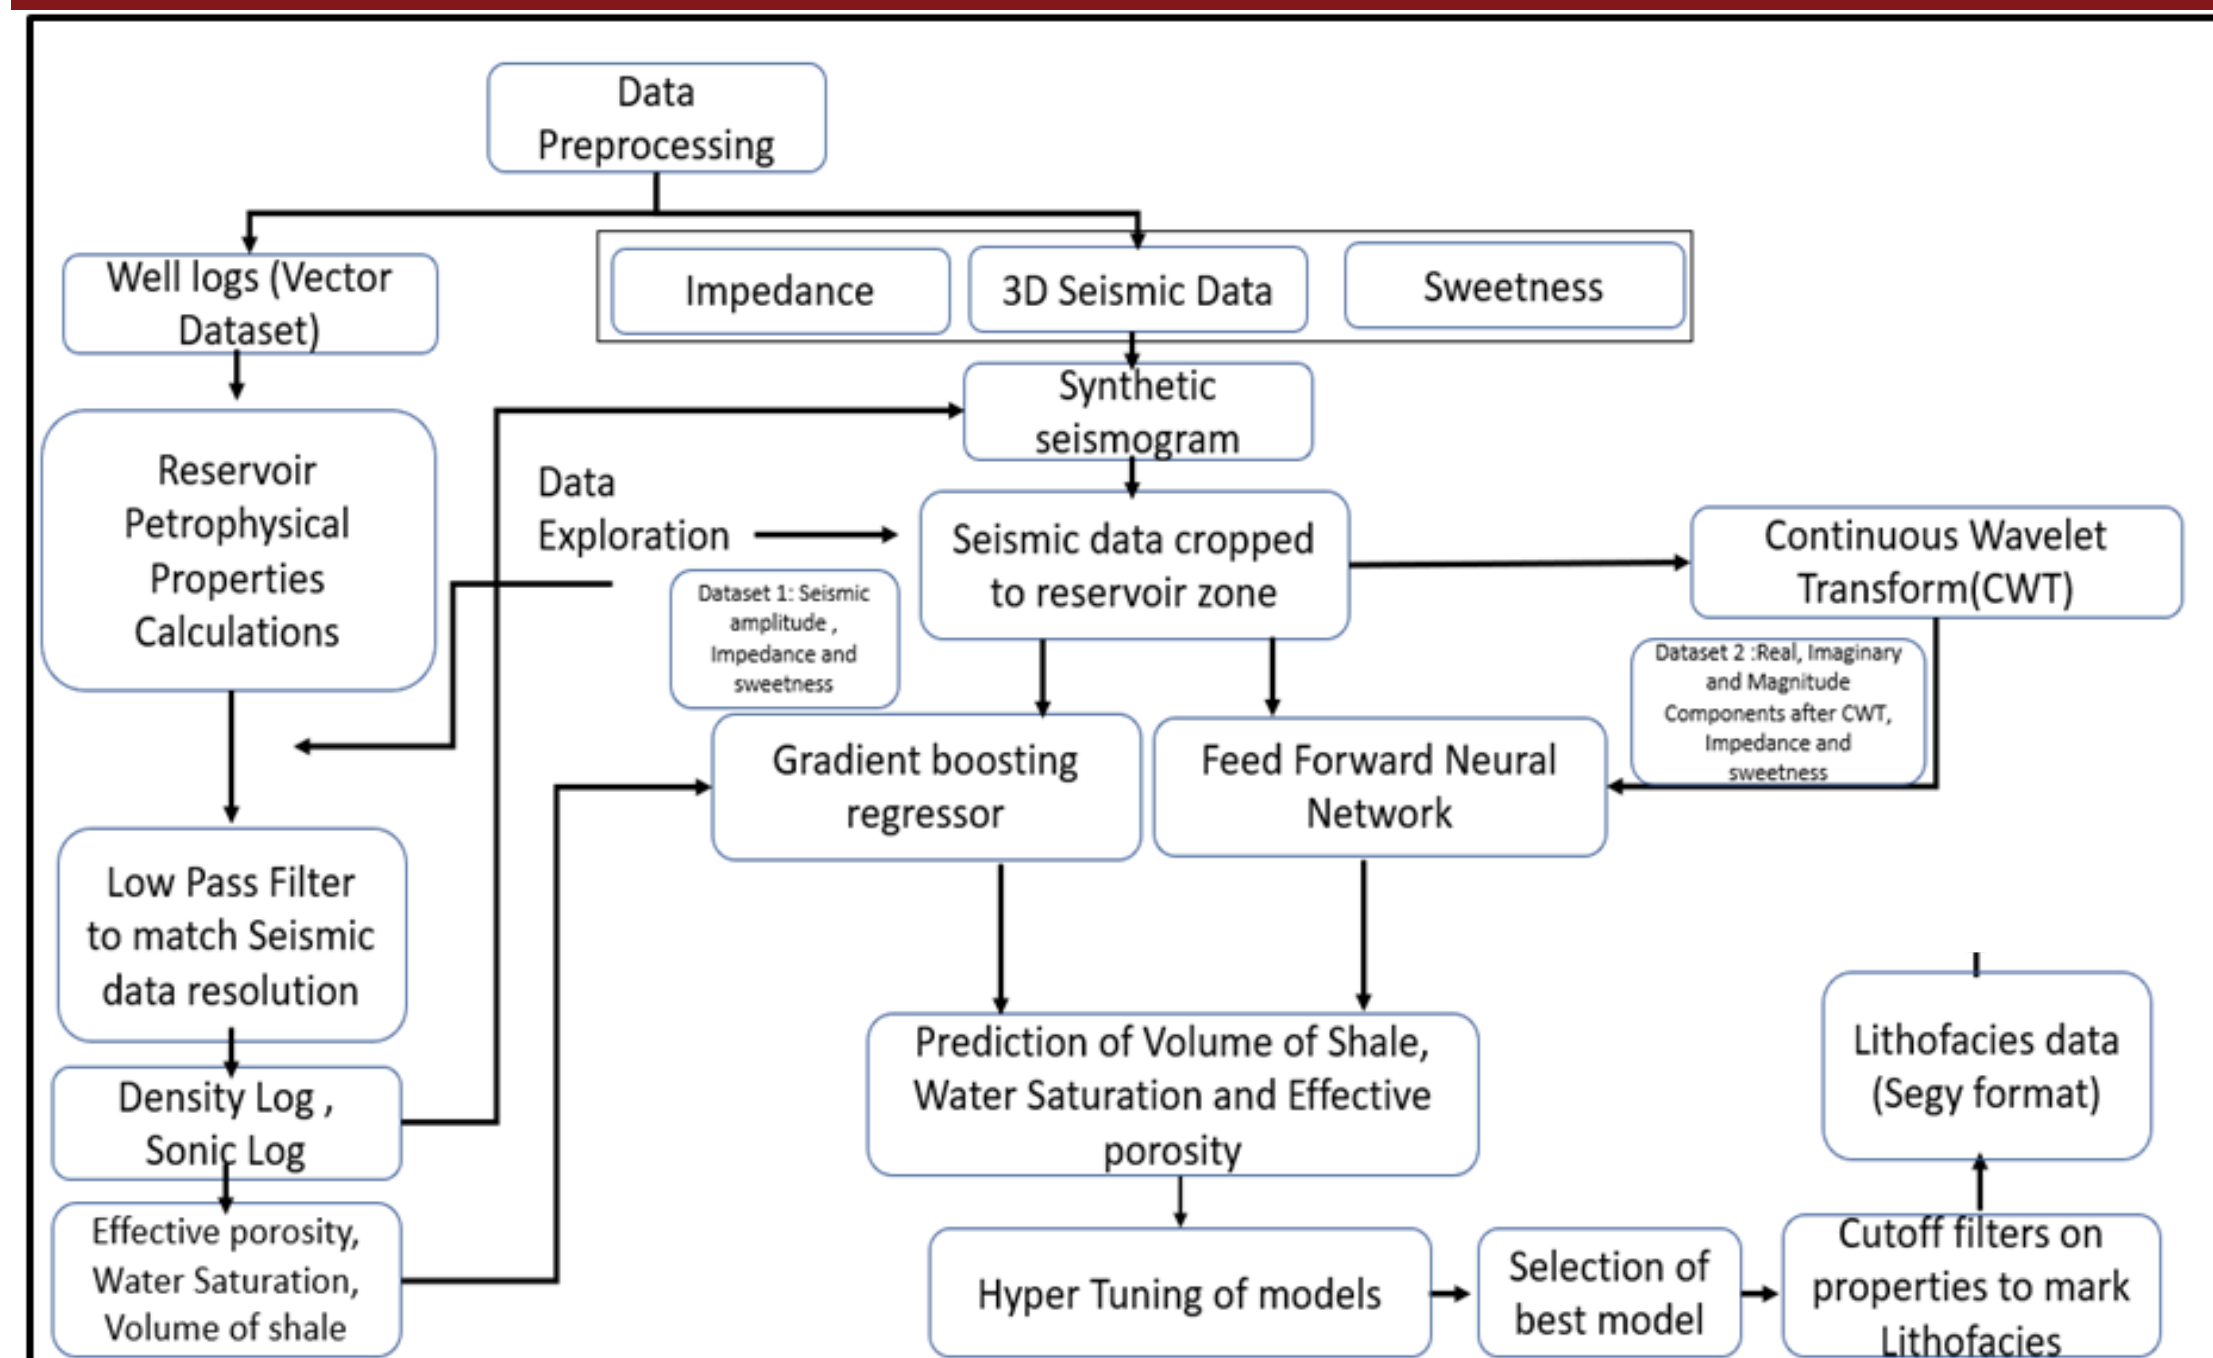 Data
Preprocessing
Well logs (Vector
Dataset)
Impedance
3D Seismic Data
Sweetness
Synthetic
seismogram
Reservoir
Petrophysical
Properties
Calculations
Data
Exploration
Seismic data cropped
to reservoir zone
Continuous Wavelet
Transform(CWT)
Dataset 1: Seismic
amplitude ,
Impedance and
sweetness
Dataset 2 :Real, Imaginary
and Magnitude
Components after CWT,
Impedance and
sweetness
Gradient boosting
regressor
Feed Forward Neural
Network
Low Pass Filter
to match Seismic
data resolution
Density Log ,
Sonic Log
Effective porosity,
Water Saturation,
Volume of shale
Prediction of Volume of Shale,
Water Saturation and Effective
porosity
Hyper Tuning of models
Selection of
best model
Cutoff filters on
properties to mark
Lithofacies
Lithofacies data
(Segy format)